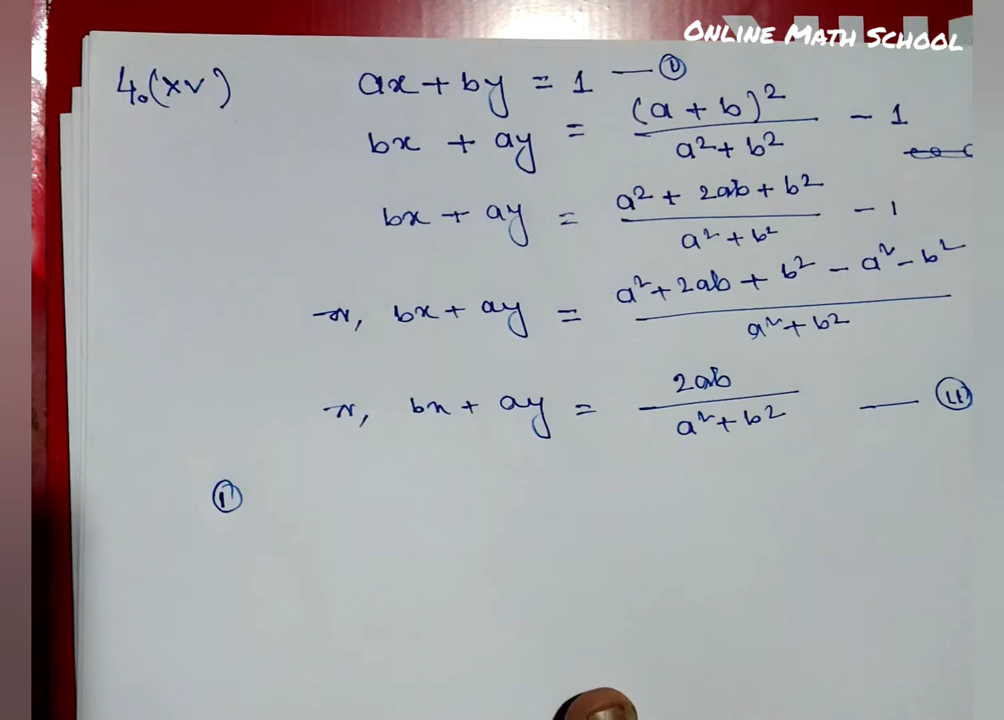 ONLINE MATH SCHOOL
4.(xv) ax + by = 1 — (i)
bx + ay = (a + b)² / a² + b² - 1
bx + ay = a² + 2ab + b² / a² + b² - 1
বা, bx + ay = a² + 2ab + b² - a² - b² / a² + b²
বা, bx + ay = 2ab / a² + b² — (ii)
(i)